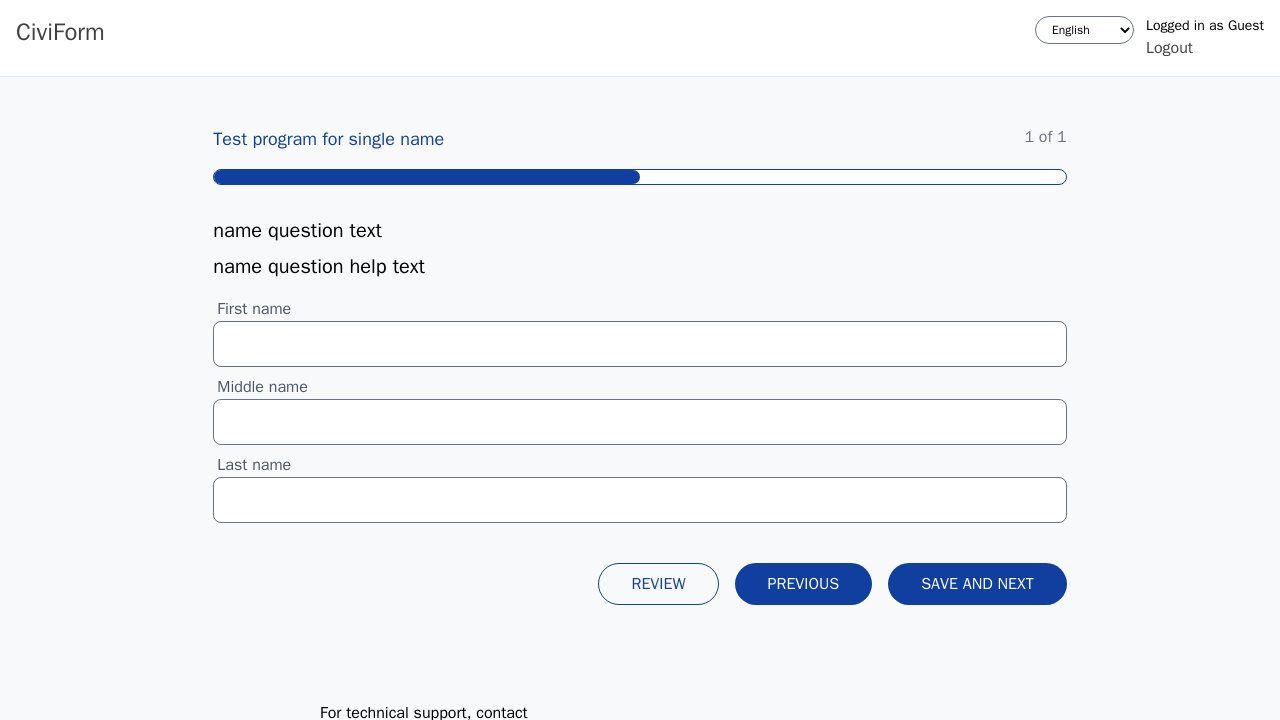 CiviForm
English
Logged in as Guest
Logout
Test program for single name
1 of 1
name question text
name question help text
First name
Middle name
Last name
REVIEW
PREVIOUS
SAVE AND NEXT
For technical support, contact